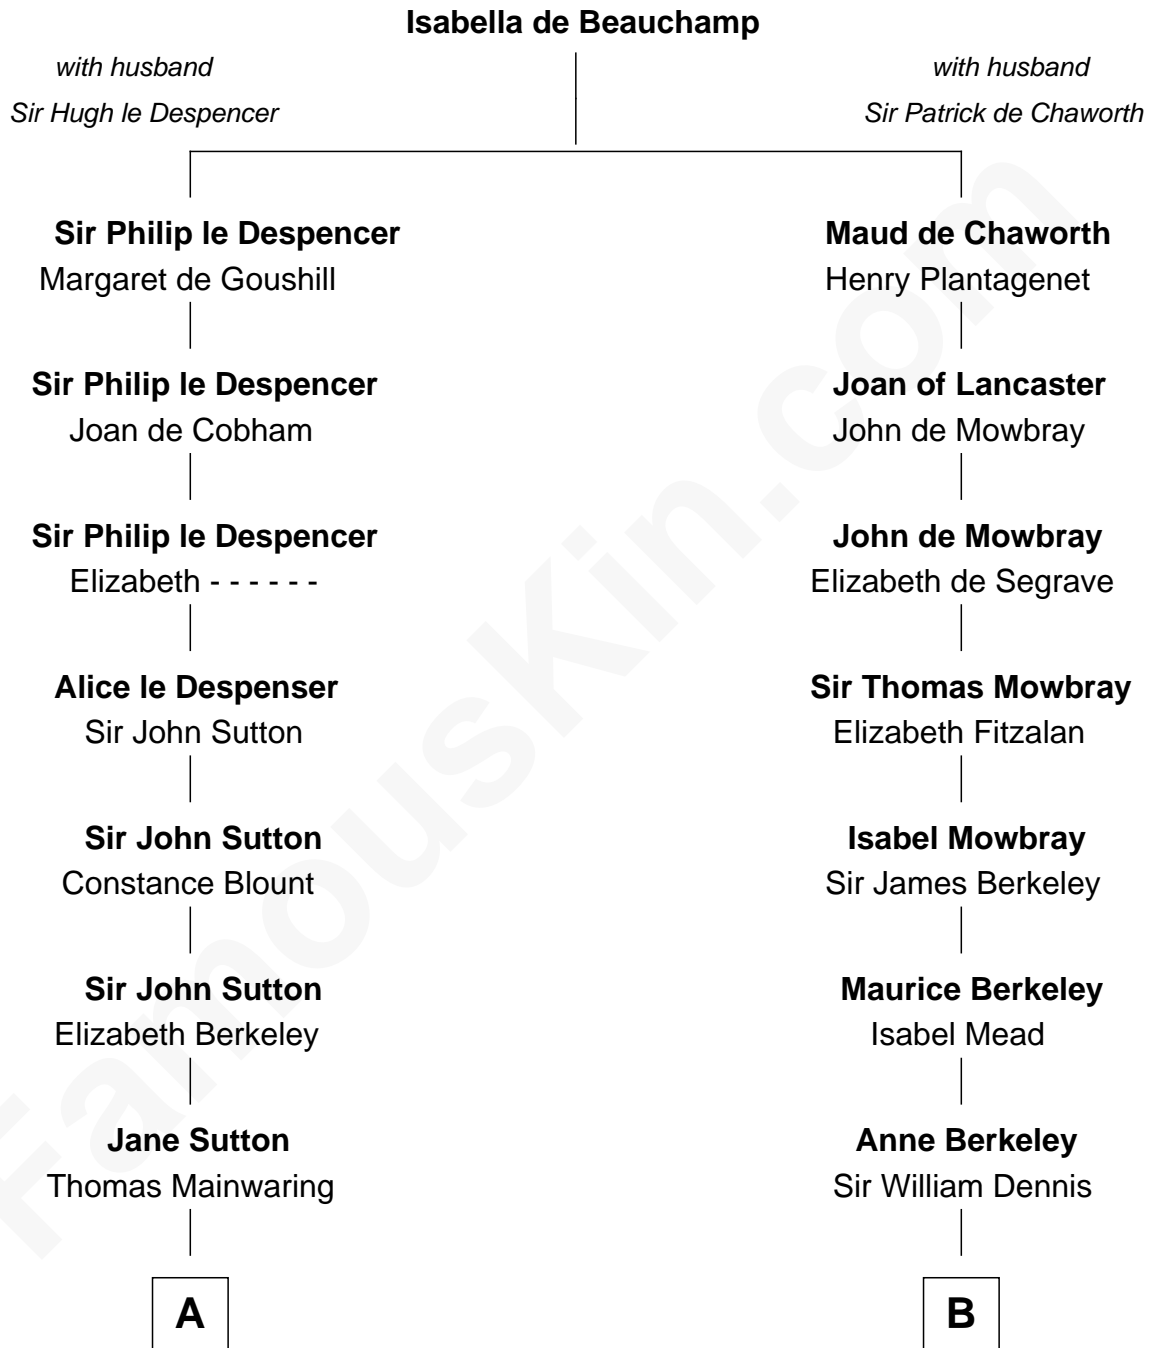 Isabella de Beauchamp
with husband
Sir Hugh le Despencer
with husband
Sir Patrick de Chaworth
Sir Philip le Despencer
Margaret de Goushill
Maud de Chaworth
Henry Plantagenet
Sir Philip le Despencer
Joan de Cobham
Joan of Lancaster
John de Mowbray
Sir Philip le Despencer
Elizabeth - - - - - -
John de Mowbray
Elizabeth de Segrave
Alice le Despenser
Sir John Sutton
Sir Thomas Mowbray
Elizabeth Fitzalan
Sir John Sutton
Constance Blount
Isabel Mowbray
Sir James Berkeley
Sir John Sutton
Elizabeth Berkeley
Maurice Berkeley
Isabel Mead
Jane Sutton
Thomas Mainwaring
Anne Berkeley
Sir William Dennis
A
B
FamousKin.com